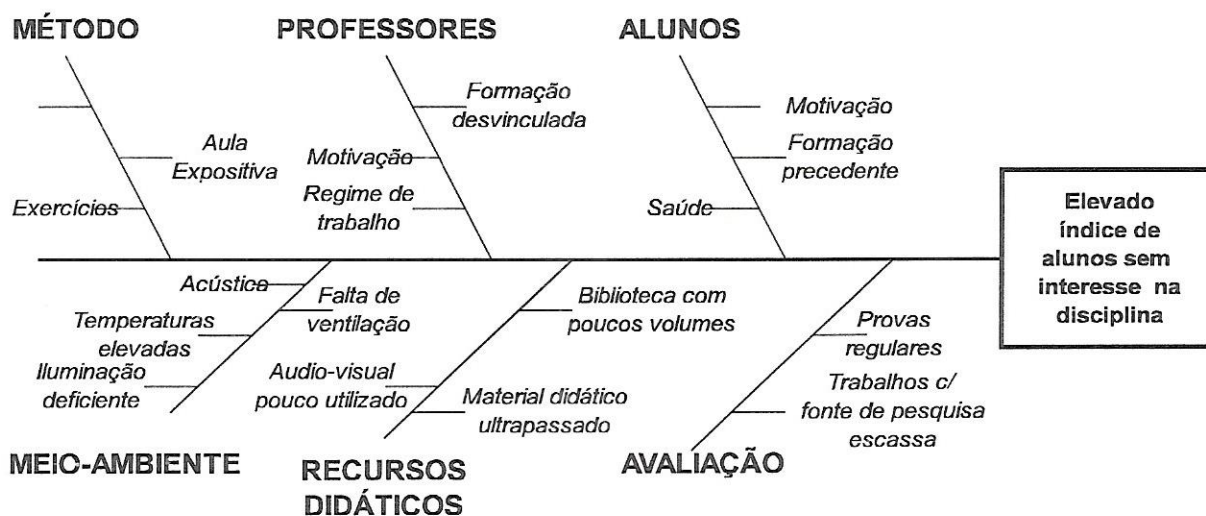 MÉTODO
PROFESSORES
ALUNOS
Aula
Expositiva
Exercícios
Formação
desvinculada
Motivação
Regime de
trabalho
Motivação
Formação
precedente
Saúde
Elevado
índice de
alunos sem
interesse na
disciplina
Acústica
Falta de
ventilação
Temperaturas
elevadas
Iluminação
deficiente
Biblioteca com
poucos volumes
Audio-visual
pouco utilizado
Material didático
ultrapassado
Provas
regulares
Trabalhos c/
fonte de pesquisa
escassa
MEIO-AMBIENTE
RECURSOS
DIDÁTICOS
AVALIAÇÃO